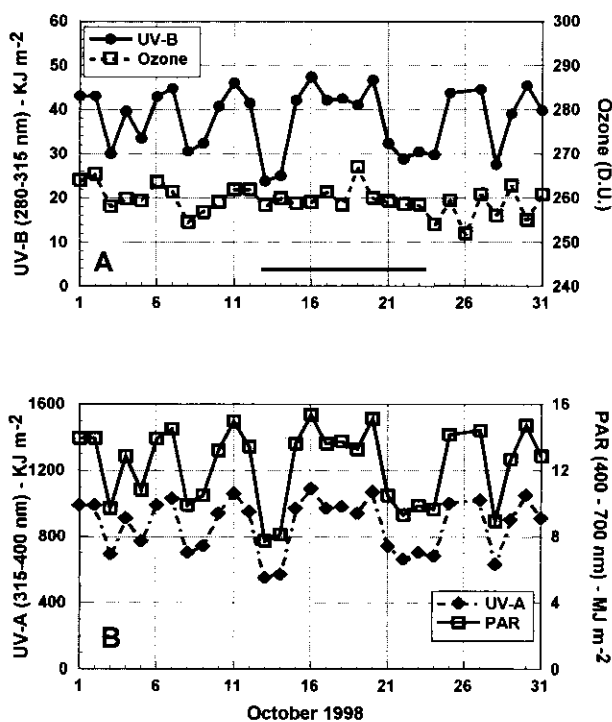 60
50
40
30
20
10
0
UV-B (280-315 nm) - KJ m-2
UV-B
Ozone
300
290
280
270
260
250
240
Ozone (D.U.)
A
1 6 11 16 21 26 31
1600
1200
800
400
0
UV-A (315-400 nm) - KJ m-2
16
12
8
4
0
PAR (400 - 700 nm) - MJ m-2
UV-A
PAR
B
1 6 11 16 21 26 31
October 1998